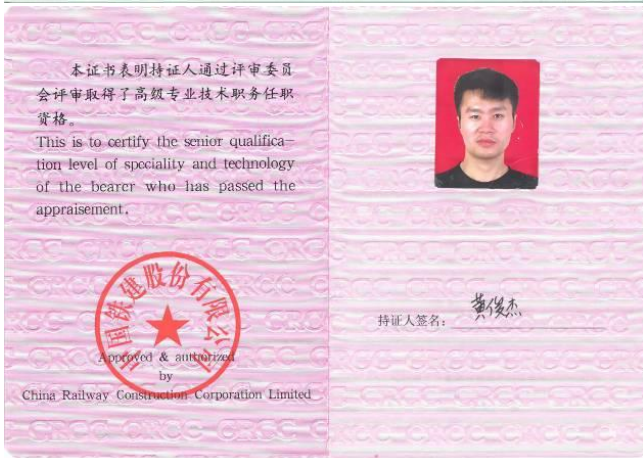 本证书表明持证人通过评审委员
会评审取得了高级专业技术职务任职
资格。
This is to certify the senior qualifica-
tion level of speciality and technology
of the bearer who has passed the
appraisement.
中国铁建股份有限公司
Approved & authorized
by
China Railway Construction Corporation Limited
持证人签名：黄俊杰